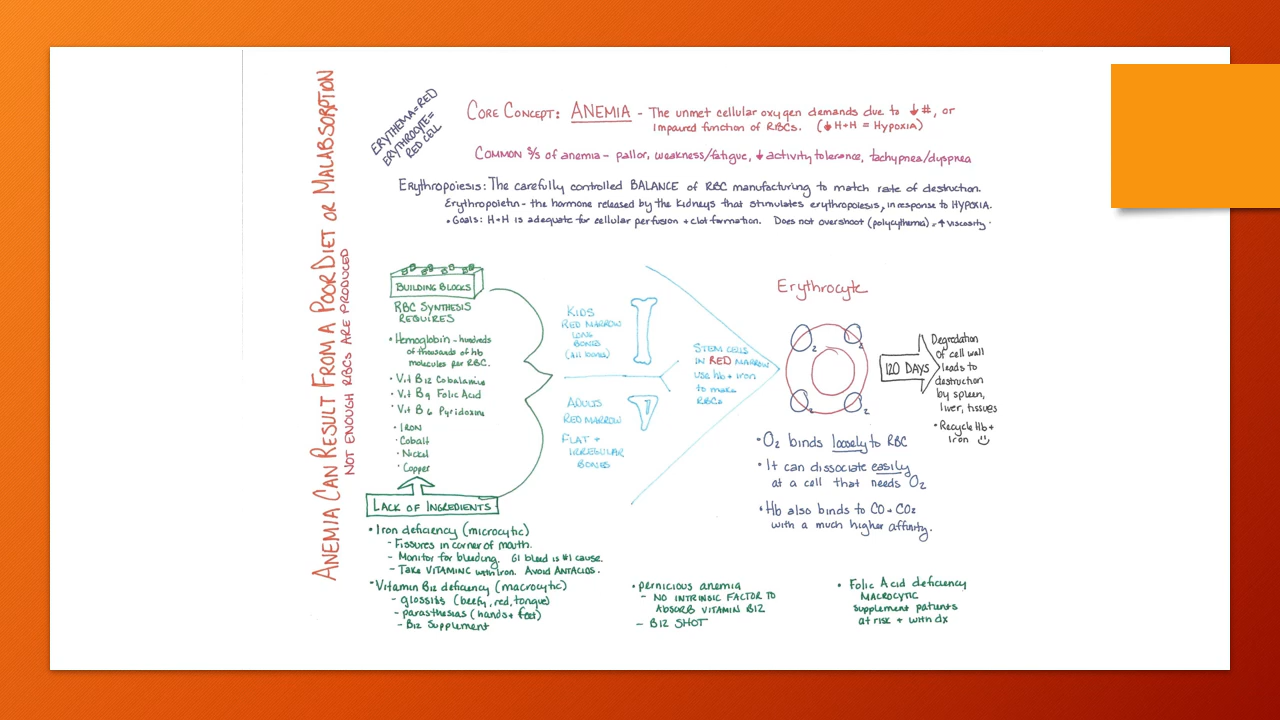 ANEMIA CAN RESULT FROM A POOR DIET OR MALABSORPTION
NOT ENOUGH RBCs ARE PRODUCED
ERYTHEMA=RED
ERYTHROCYTE=
RED CELL
CORE CONCEPT: ANEMIA - The unmet cellular oxygen demands due to ↓ #, or
impaired function of RBCs. (↓ H+H = HYPOXIA)
COMMON S/S of anemia - pallor, weakness/fatigue, ↓ activity tolerance, tachypnea/dyspnea
Erythropoiesis: The carefully controlled BALANCE of RBC manufacturing to match rate of destruction.
Erythropoietin - the hormone released by the kidneys that stimulates erythropoiesis, in response to HYPOXIA.
• Goals: H+H is adequate for cellular perfusion + clot formation. Does not overshoot (polycythemia) = ↑ viscosity.
BUILDING BLOCKS
RBC SYNTHESIS
REQUIRES
• Hemoglobin - hundreds
of thousands of hb
molecules per RBC.
• Vit B12 Cobalamin
• Vit B9 Folic Acid
• Vit B6 Pyridoxine
• IRON
• Cobalt
• Nickel
• Copper
LACK OF INGREDIENTS
KIDS
RED MARROW
LONG
BONES
(all bones)
ADULTS
RED MARROW
FLAT +
IRREGULAR
BONES
STEM CELLS
IN RED MARROW
use hb + iron
to make
RBCs
Erythrocyte
2
2
2
2
120 DAYS
Degredation
of cell wall
leads to
destruction
by spleen,
liver, tissues
• Recycle Hb +
Iron
• O2 binds loosely to RBC
• It can dissociate easily
at a cell that needs O2
• Hb also binds to CO + CO2
with a much higher affinity.
• Iron deficiency (microcytic)
- Fissures in corner of mouth.
- Monitor for bleeding. GI bleed is #1 cause.
- Take VITAMIN C with iron. Avoid ANTACIDS.
• Vitamin B12 deficiency (macrocytic)
- glossitis (beefy, red, tongue)
- parasthesias (hands + feet)
- B12 Supplement
• pernicious anemia
- NO INTRINSIC FACTOR TO
ABSORB VITAMIN B12
- B12 SHOT
• Folic Acid deficiency
MACROCYTIC
supplement patients
at risk + with dx